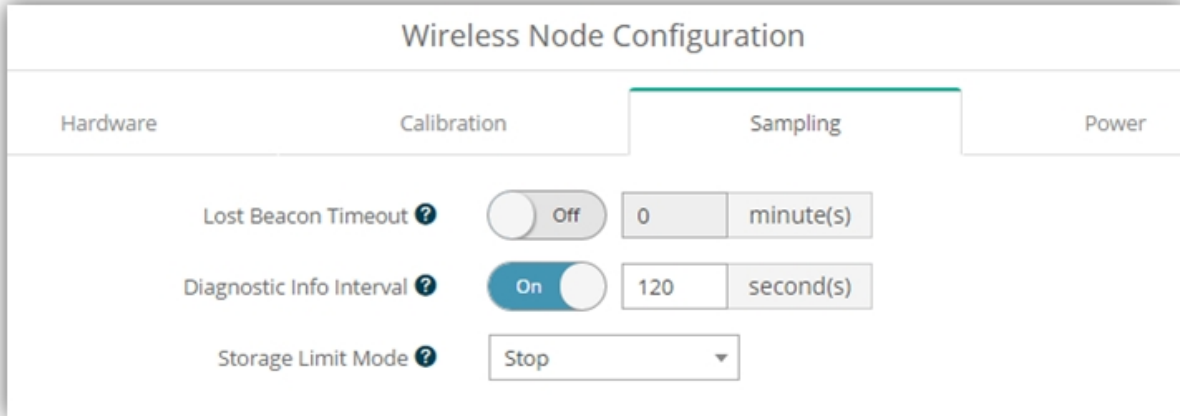 Wireless Node Configuration
Hardware Calibration Sampling Power
Lost Beacon Timeout ? Off 0 minute(s)
Diagnostic Info Interval ? On 120 second(s)
Storage Limit Mode ? Stop